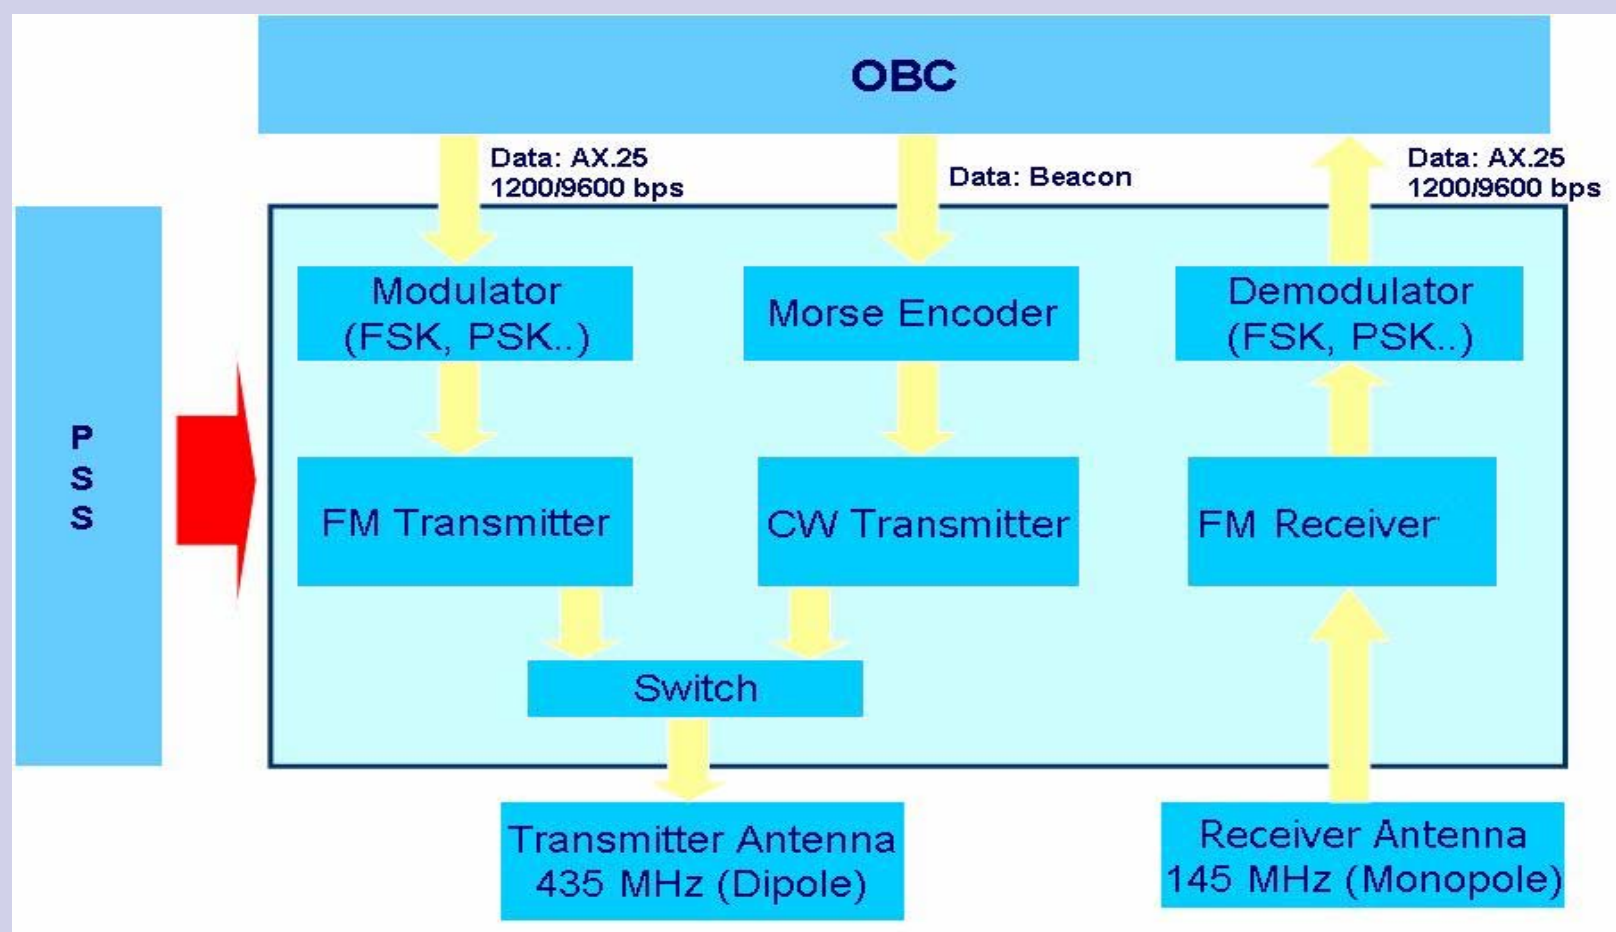 OBC
Data: AX.25
1200/9600 bps
Data: Beacon
Data: AX.25
1200/9600 bps
P
S
S
Modulator
(FSK, PSK..)
Morse Encoder
Demodulator
(FSK, PSK..)
FM Transmitter
CW Transmitter
FM Receiver
Switch
Transmitter Antenna
435 MHz (Dipole)
Receiver Antenna
145 MHz (Monopole)